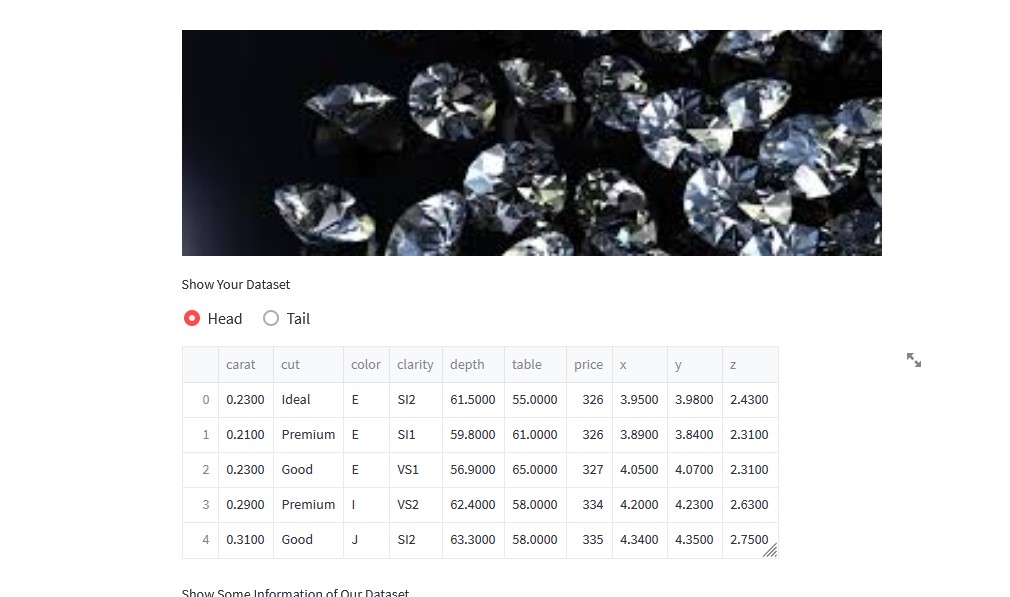 Show Your Dataset
Head Tail
carat cut color clarity depth table price x y z
0 0.2300 Ideal E SI2 61.5000 55.0000 326 3.9500 3.9800 2.4300
1 0.2100 Premium E SI1 59.8000 61.0000 326 3.8900 3.8400 2.3100
2 0.2300 Good E VS1 56.9000 65.0000 327 4.0500 4.0700 2.3100
3 0.2900 Premium I VS2 62.4000 58.0000 334 4.2000 4.2300 2.6300
4 0.3100 Good J SI2 63.3000 58.0000 335 4.3400 4.3500 2.7500
Show Some Information of Our Dataset